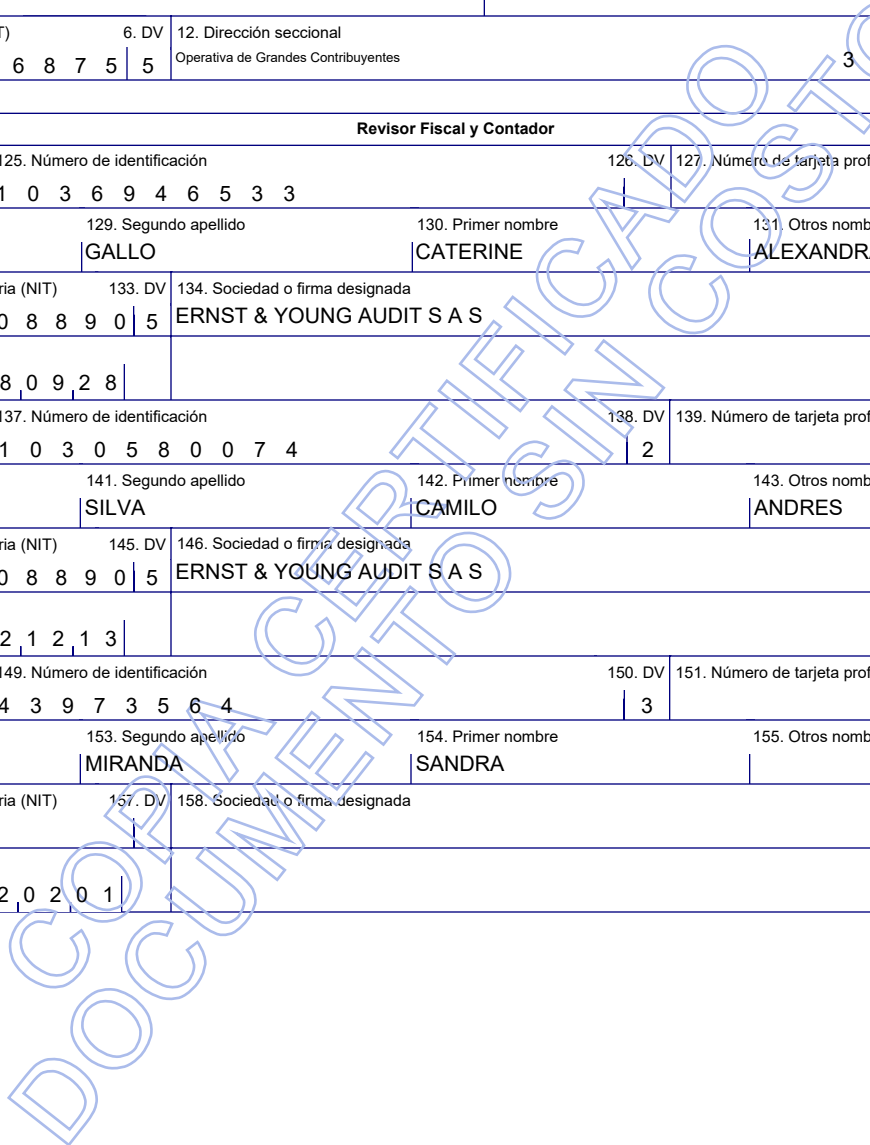 T) 6. DV 12. Dirección seccional
6 8 7 5 5 Operativa de Grandes Contribuyentes 3
Revisor Fiscal y Contador
125. Número de identificación 126. DV 127. Número de tarjeta prof
1 0 3 6 9 4 6 5 3 3
129. Segundo apellido 130. Primer nombre 131. Otros nomb
GALLO CATERINE ALEXANDRA
ria (NIT) 133. DV 134. Sociedad o firma designada
0 8 8 9 0 5 ERNST & YOUNG AUDIT S A S
8 0 9 2 8
137. Número de identificación 138. DV 139. Número de tarjeta prof
1 0 3 0 5 8 0 0 7 4 2
141. Segundo apellido 142. Primer nombre 143. Otros nomb
SILVA CAMILO ANDRES
ria (NIT) 145. DV 146. Sociedad o firma designada
0 8 8 9 0 5 ERNST & YOUNG AUDIT S A S
2 1 2 1 3
149. Número de identificación 150. DV 151. Número de tarjeta prof
4 3 9 7 3 5 6 4 3
153. Segundo apellido 154. Primer nombre 155. Otros nomb
MIRANDA SANDRA
ria (NIT) 157. DV 158. Sociedad o firma designada
2 0 2 0 1
COPIA CERTIFICADO
DOCUMENTO SIN COSTO